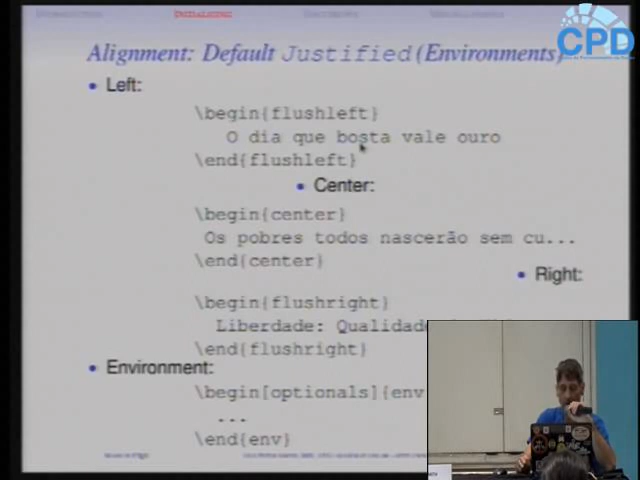 INITIALISING
CPD
Alignment: Default Justified (Environments)
• Left:
\begin{flushleft}
O dia que bosta vale ouro
\end{flushleft}
• Center:
\begin{center}
Os pobres todos nascerão sem cu...
\end{center}
• Right:
\begin{flushright}
Liberdade: Qualidade
\end{flushright}
• Environment:
\begin[optionals]{env
...
\end{env}